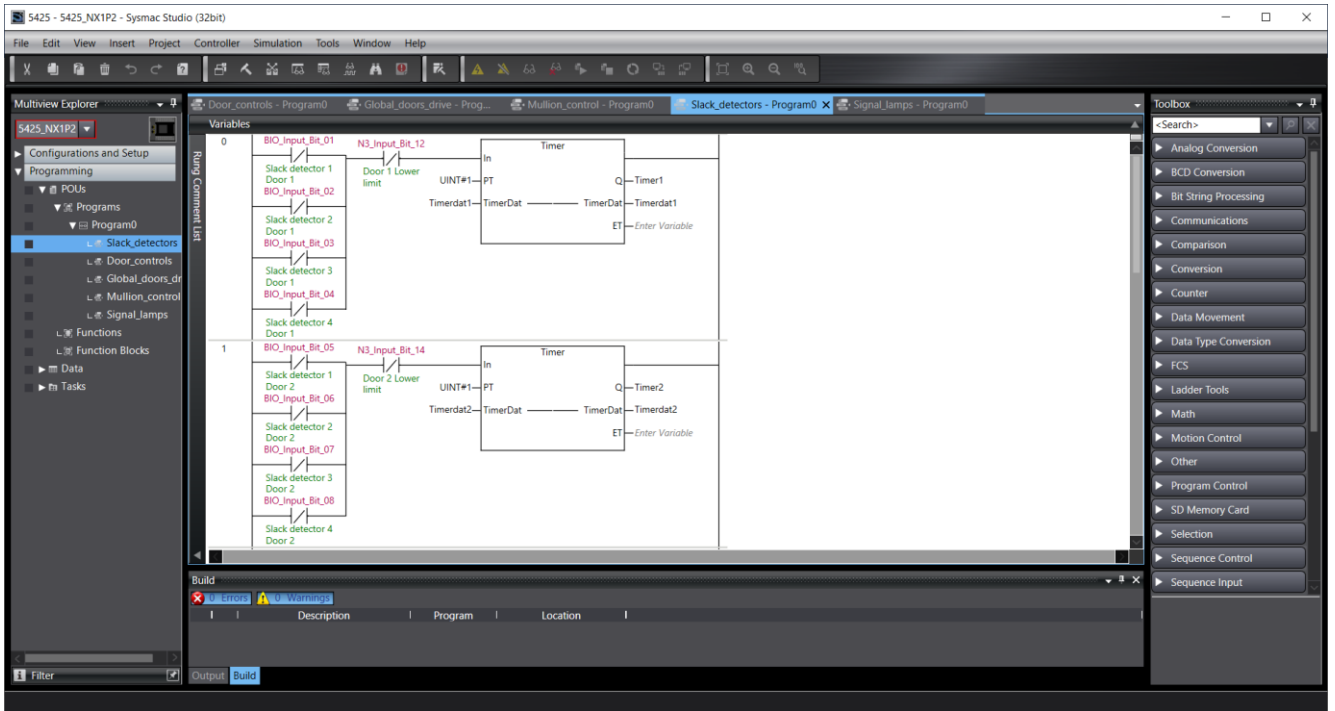 5425 - 5425_NX1P2 - Sysmac Studio (32bit)
File Edit View Insert Project Controller Simulation Tools Window Help
Multiview Explorer
5425_NX1P2
Configurations and Setup
Programming
POUs
Programs
Program0
Slack_detectors
Door_controls
Global_doors_dr
Mullion_control
Signal_lamps
Functions
Function Blocks
Data
Tasks
Filter
Door_controls - Program0 Global_doors_drive - Prog... Mullion_control - Program0 Slack_detectors - Program0 Signal_lamps - Program0
Variables
Rung Comment List
0
BIO_Input_Bit_01
Slack detector 1
Door 1
BIO_Input_Bit_02
Slack detector 2
Door 1
BIO_Input_Bit_03
Slack detector 3
Door 1
BIO_Input_Bit_04
Slack detector 4
Door 1
N3_Input_Bit_12
Door 1 Lower
limit
Timer
In
UINT#1 PT Q Timer1
Timerdat1 TimerDat TimerDat Timerdat1
ET Enter Variable
1
BIO_Input_Bit_05
Slack detector 1
Door 2
BIO_Input_Bit_06
Slack detector 2
Door 2
BIO_Input_Bit_07
Slack detector 3
Door 2
BIO_Input_Bit_08
Slack detector 4
Door 2
N3_Input_Bit_14
Door 2 Lower
limit
Timer
In
UINT#1 PT Q Timer2
Timerdat2 TimerDat TimerDat Timerdat2
ET Enter Variable
Build
0 Errors 0 Warnings
Description Program Location
Output Build
Toolbox
<Search>
Analog Conversion
BCD Conversion
Bit String Processing
Communications
Comparison
Conversion
Counter
Data Movement
Data Type Conversion
FCS
Ladder Tools
Math
Motion Control
Other
Program Control
SD Memory Card
Selection
Sequence Control
Sequence Input